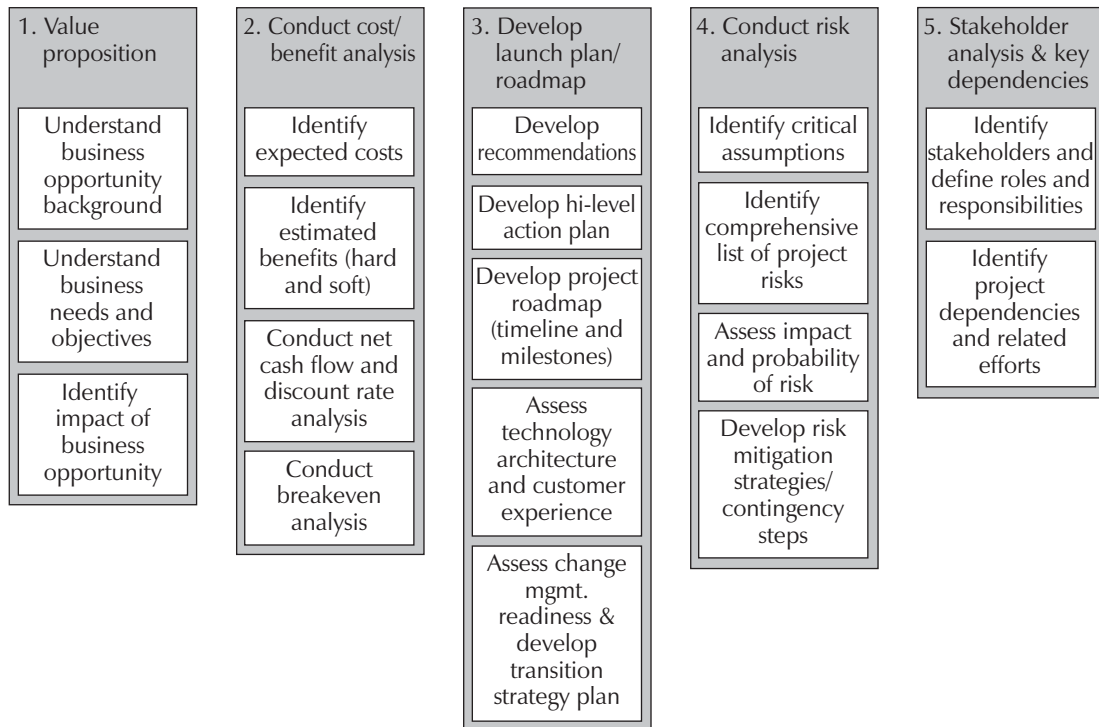 1. Value
proposition
Understand
business
opportunity
background
Understand
business
needs and
objectives
Identify
impact of
business
opportunity
2. Conduct cost/
benefit analysis
Identify
expected costs
Identify
estimated
benefits (hard
and soft)
Conduct net
cash flow and
discount rate
analysis
Conduct
breakeven
analysis
3. Develop
launch plan/
roadmap
Develop
recommendations
Develop hi-level
action plan
Develop project
roadmap
(timeline and
milestones)
Assess
technology
architecture
and customer
experience
Assess change
mgmt.
readiness &
develop
transition
strategy plan
4. Conduct risk
analysis
Identify critical
assumptions
Identify
comprehensive
list of project
risks
Assess impact
and probability
of risk
Develop risk
mitigation
strategies/
contingency
steps
5. Stakeholder
analysis & key
dependencies
Identify
stakeholders and
define roles and
responsibilities
Identify
project
dependencies
and related
efforts